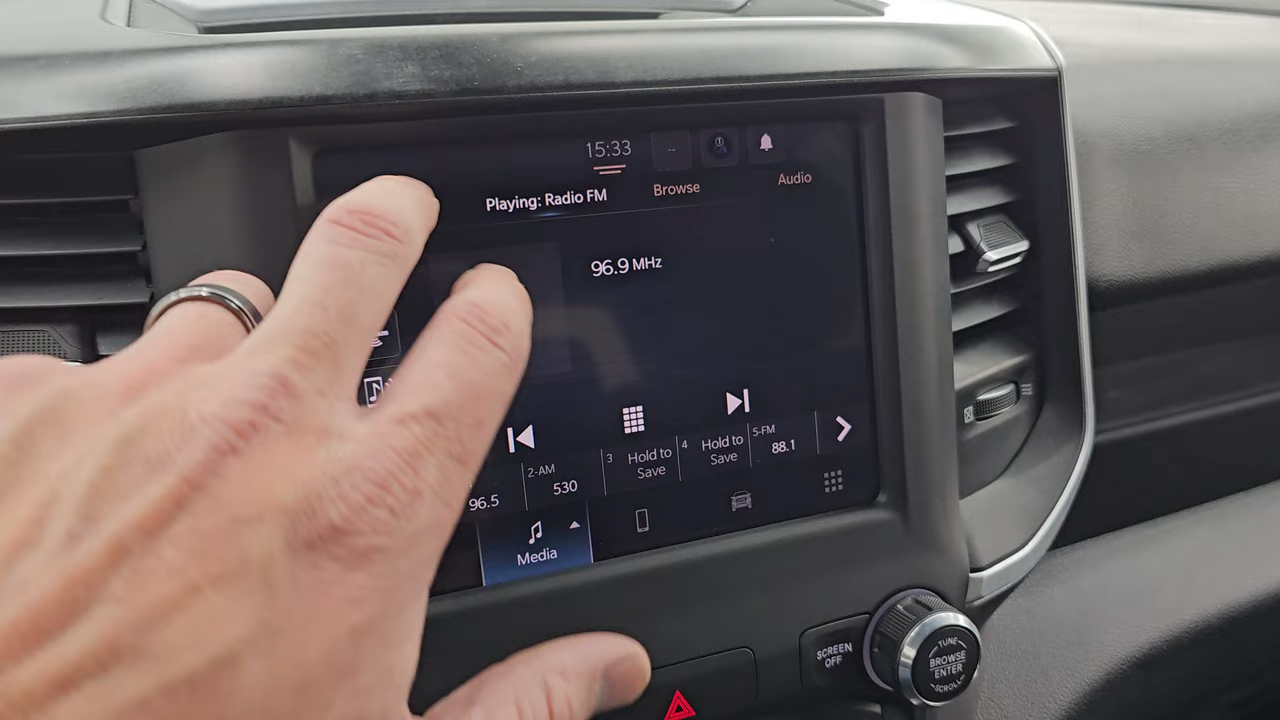 15:33
--
Playing: Radio FM
Browse
Audio
96.9 MHz
96.5
2-AM
530
3
Hold to
Save
4
Hold to
Save
5-FM
88.1
Media
SCREEN
OFF
TUNE
BROWSE
ENTER
SCROLL